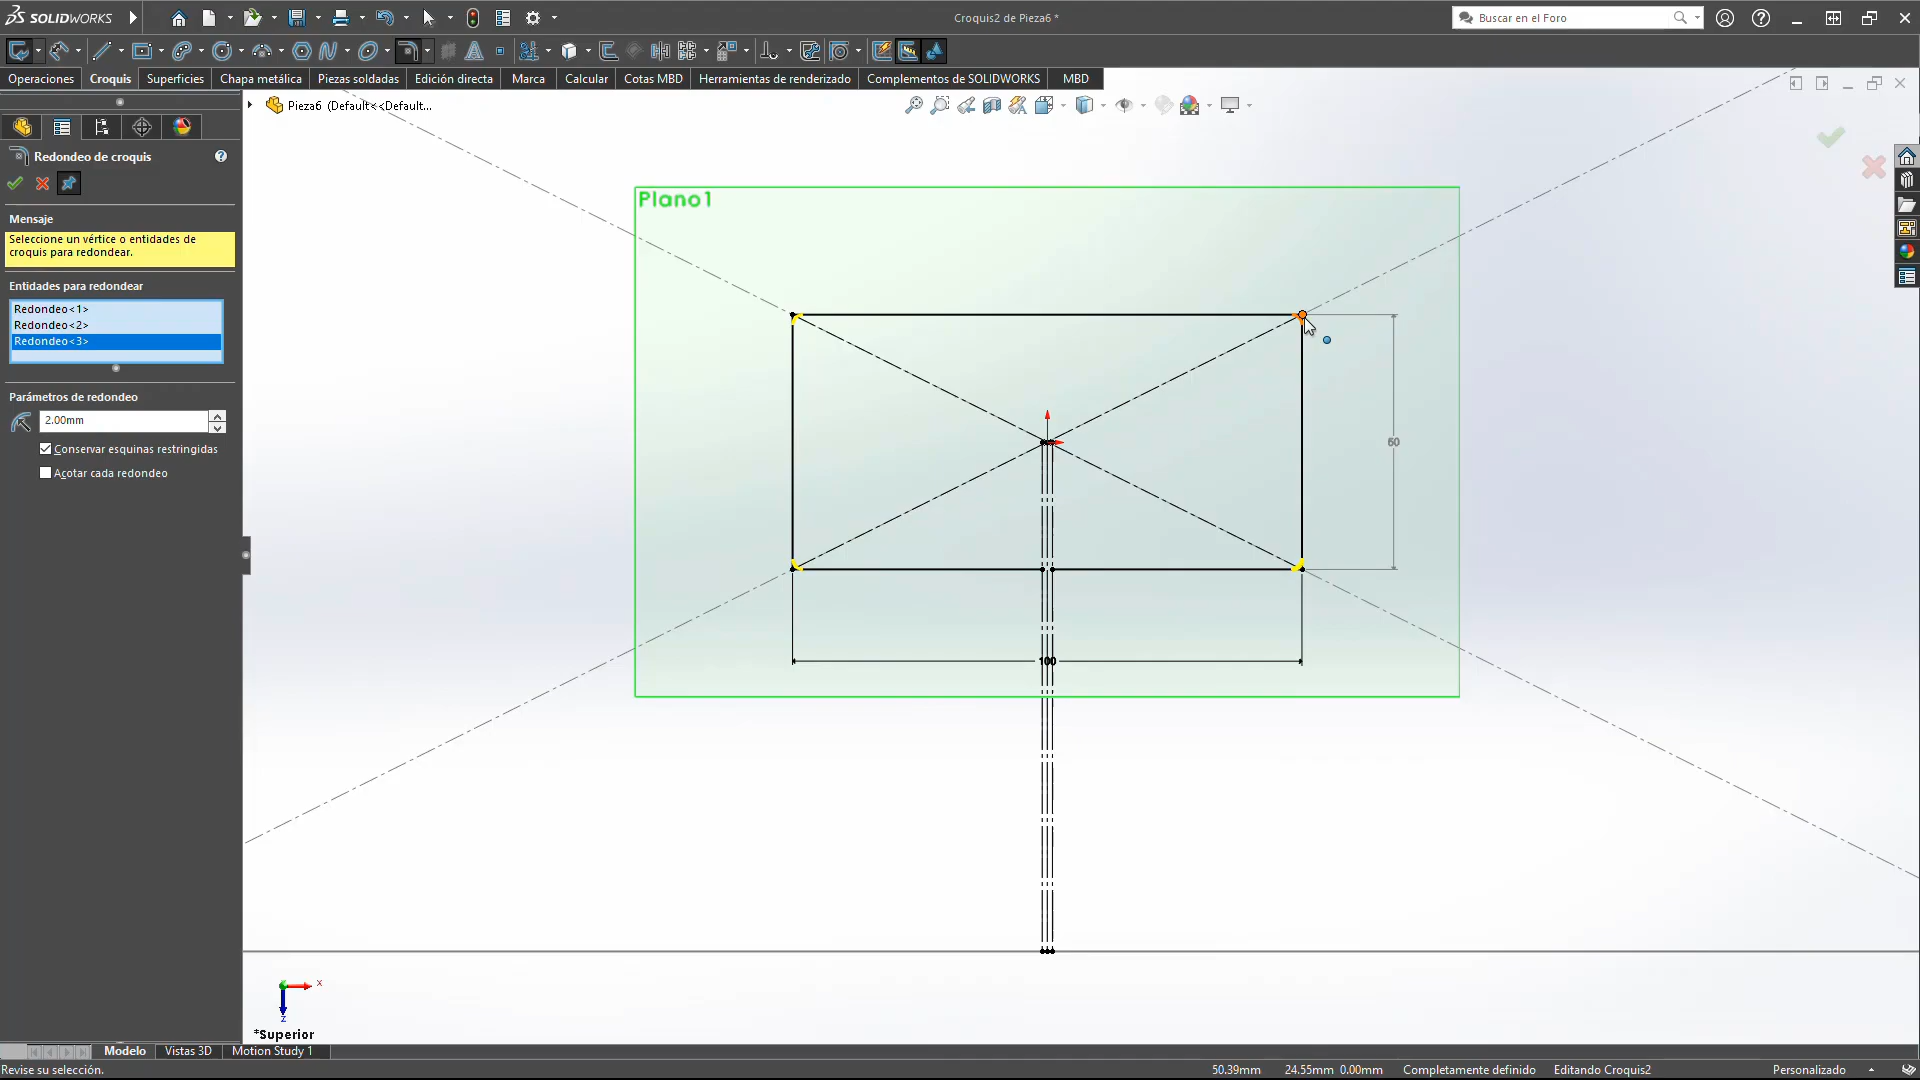 SOLIDWORKS
Croquis2 de Pieza6 *
Buscar en el Foro
Operaciones
Croquis
Superficies
Chapa metálica
Piezas soldadas
Edición directa
Marca
Calcular
Cotas MBD
Herramientas de renderizado
Complementos de SOLIDWORKS
MBD
Pieza6 (Default<<Default...
Redondeo de croquis
Mensaje
Seleccione un vértice o entidades de
croquis para redondear.
Entidades para redondear
Redondeo<1>
Redondeo<2>
Redondeo<3>
Parámetros de redondeo
2.00mm
Conservar esquinas restringidas
Acotar cada redondeo
Plano1
100
x
z
*Superior
Modelo
Vistas 3D
Motion Study 1
Revise su selección.
50.39mm
24.55mm
0.00mm
Completamente definido
Editando Croquis2
Personalizado